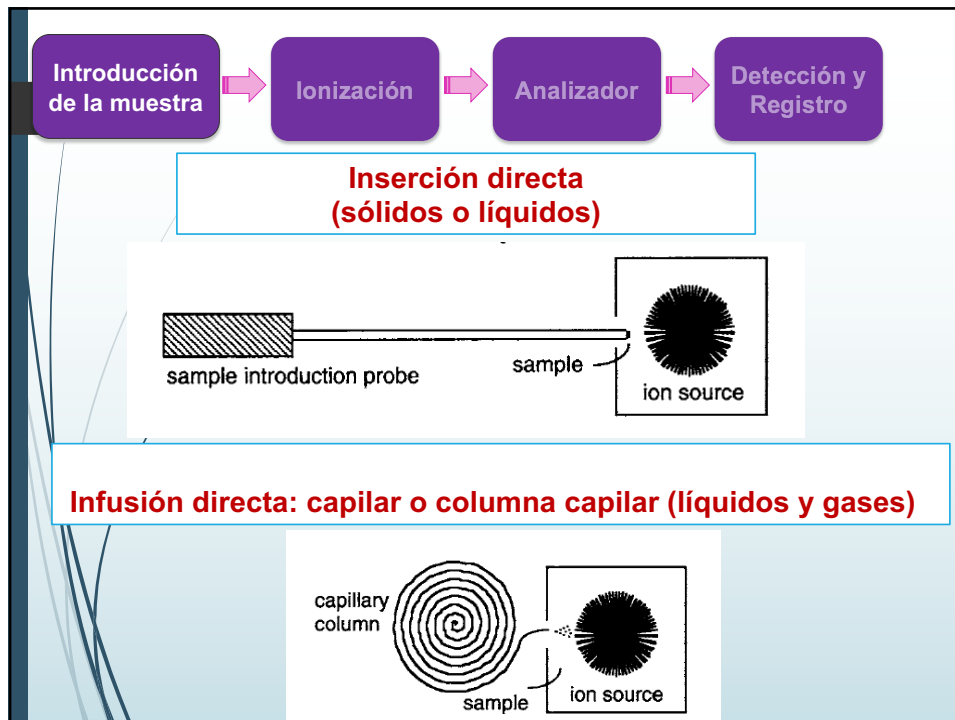 Introducción
de la muestra
Ionización
Analizador
Detección y
Registro
Inserción directa
(sólidos o líquidos)
sample introduction probe
sample
ion source
Infusión directa: capilar o columna capilar (líquidos y gases)
capillary
column
sample
ion source